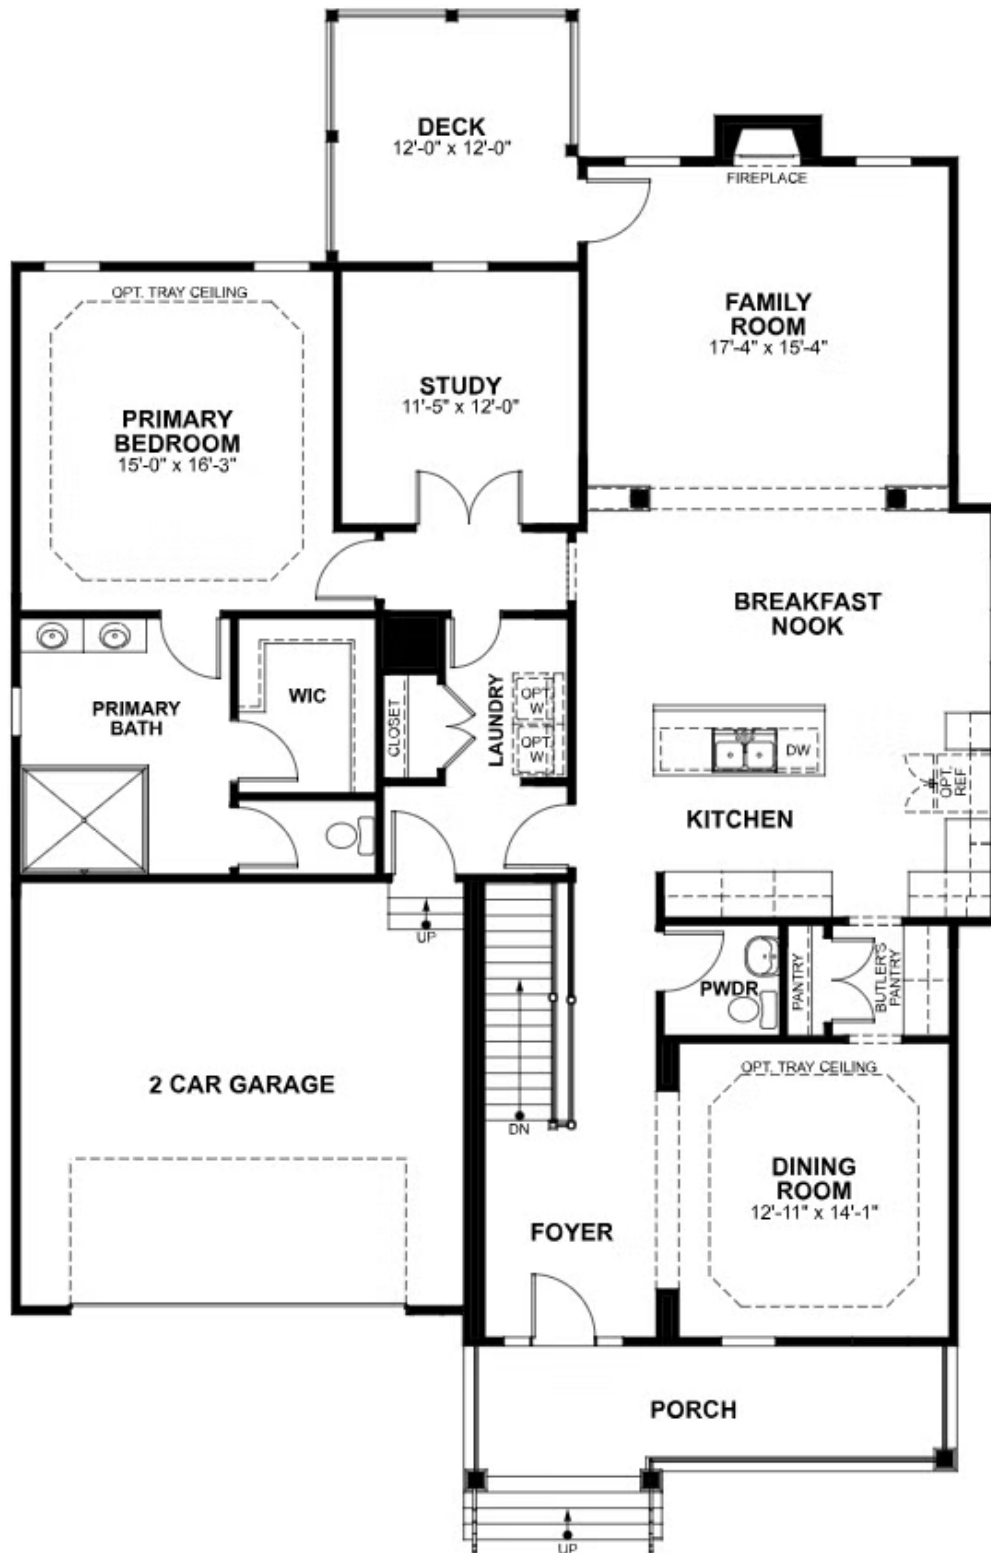 DECK
12'-0" x 12'-0"
FIREPLACE
OPT. TRAY CEILING
FAMILY
ROOM
17'-4" x 15'-4"
STUDY
11'-5" x 12'-0"
PRIMARY
BEDROOM
15'-0" x 16'-3"
BREAKFAST
NOOK
PRIMARY
BATH
WIC
CLOSET
LAUNDRY
OPT.
W
OPT.
W
DW
OPT.
REF
KITCHEN
UP
PWDR
PANTRY
BUTLER'S
PANTRY
2 CAR GARAGE
DN
OPT. TRAY CEILING
DINING
ROOM
12'-11" x 14'-1"
FOYER
PORCH
UP